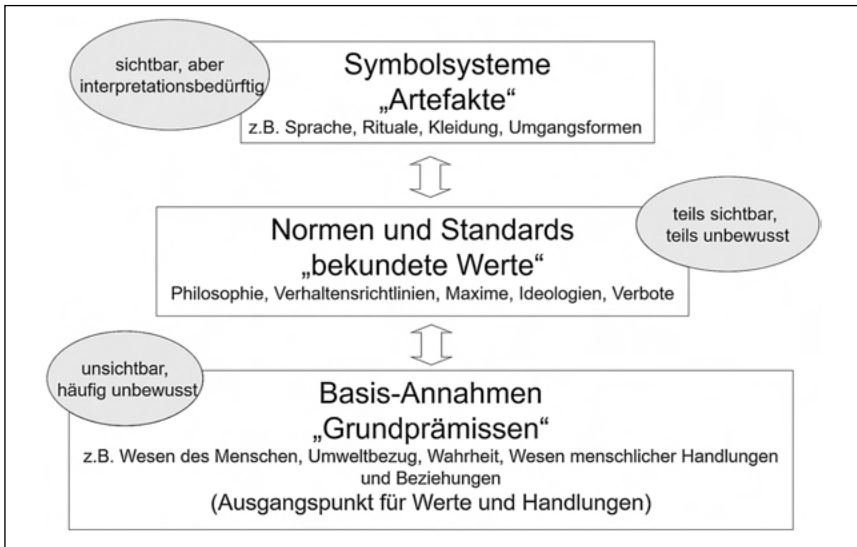 sichtbar, aber
interpretationsbedürftig
Symbolsysteme
„Artefakte“
z.B. Sprache, Rituale, Kleidung, Umgangsformen
Normen und Standards
„bekundete Werte“
Philosophie, Verhaltensrichtlinien, Maxime, Ideologien, Verbote
teils sichtbar,
teils unbewusst
unsichtbar,
häufig unbewusst
Basis-Annahmen
„Grundprämissen“
z.B. Wesen des Menschen, Umweltbezug, Wahrheit, Wesen menschlicher Handlungen
und Beziehungen
(Ausgangspunkt für Werte und Handlungen)